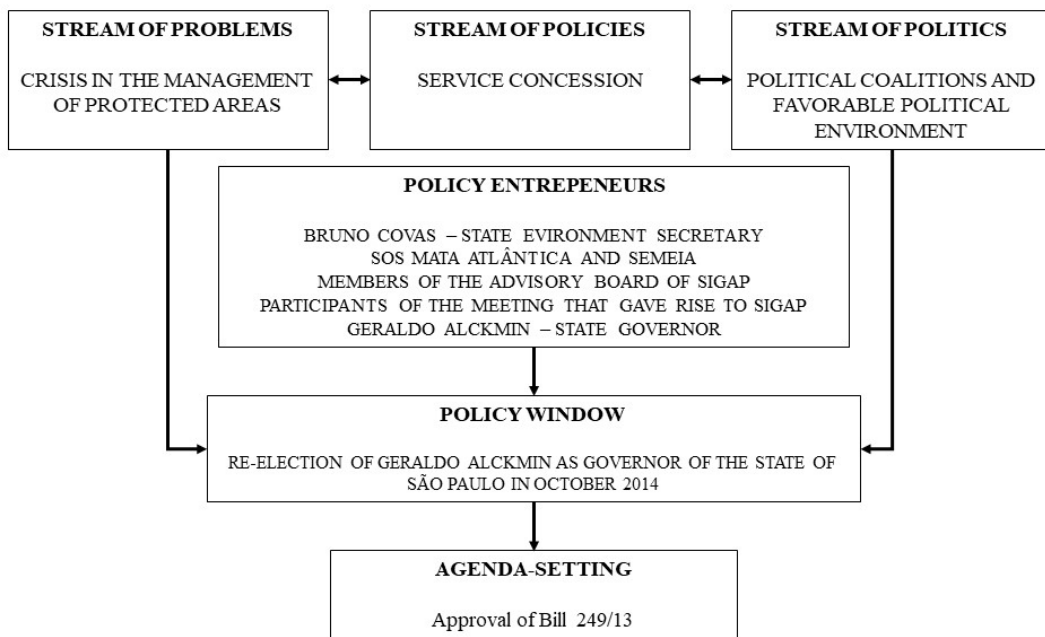 STREAM OF PROBLEMS
CRISIS IN THE MANAGEMENT
OF PROTECTED AREAS
STREAM OF POLICIES
SERVICE CONCESSION
STREAM OF POLITICS
POLITICAL COALITIONS AND
FAVORABLE POLITICAL
ENVIRONMENT
POLICY ENTREPENEURS
BRUNO COVAS – STATE EVIRONMENT SECRETARY
SOS MATA ATLÂNTICA AND SEMEIA
MEMBERS OF THE ADVISORY BOARD OF SIGAP
PARTICIPANTS OF THE MEETING THAT GAVE RISE TO SIGAP
GERALDO ALCKMIN – STATE GOVERNOR
POLICY WINDOW
RE-ELECTION OF GERALDO ALCKMIN AS GOVERNOR OF THE STATE OF
SÃO PAULO IN OCTOBER 2014
AGENDA-SETTING
Approval of Bill 249/13